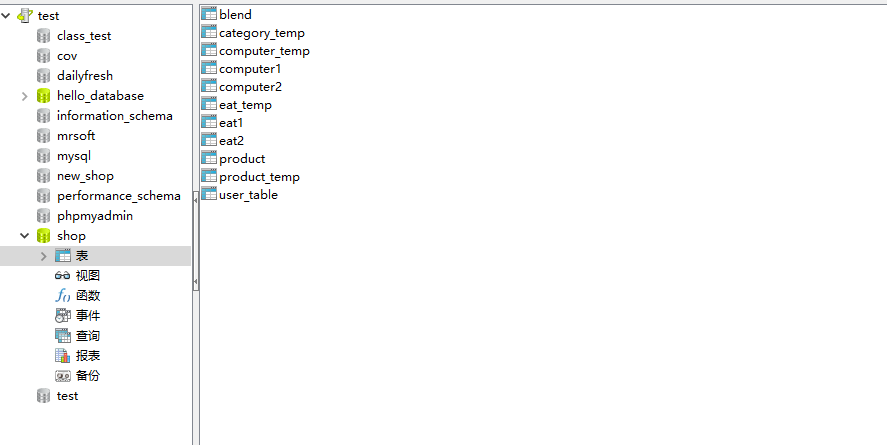 test
class_test
cov
dailyfresh
hello_database
information_schema
mrsoft
mysql
new_shop
performance_schema
phpmyadmin
shop
表
视图
函数
事件
查询
报表
备份
test
blend
category_temp
computer_temp
computer1
computer2
eat_temp
eat1
eat2
product
product_temp
user_table